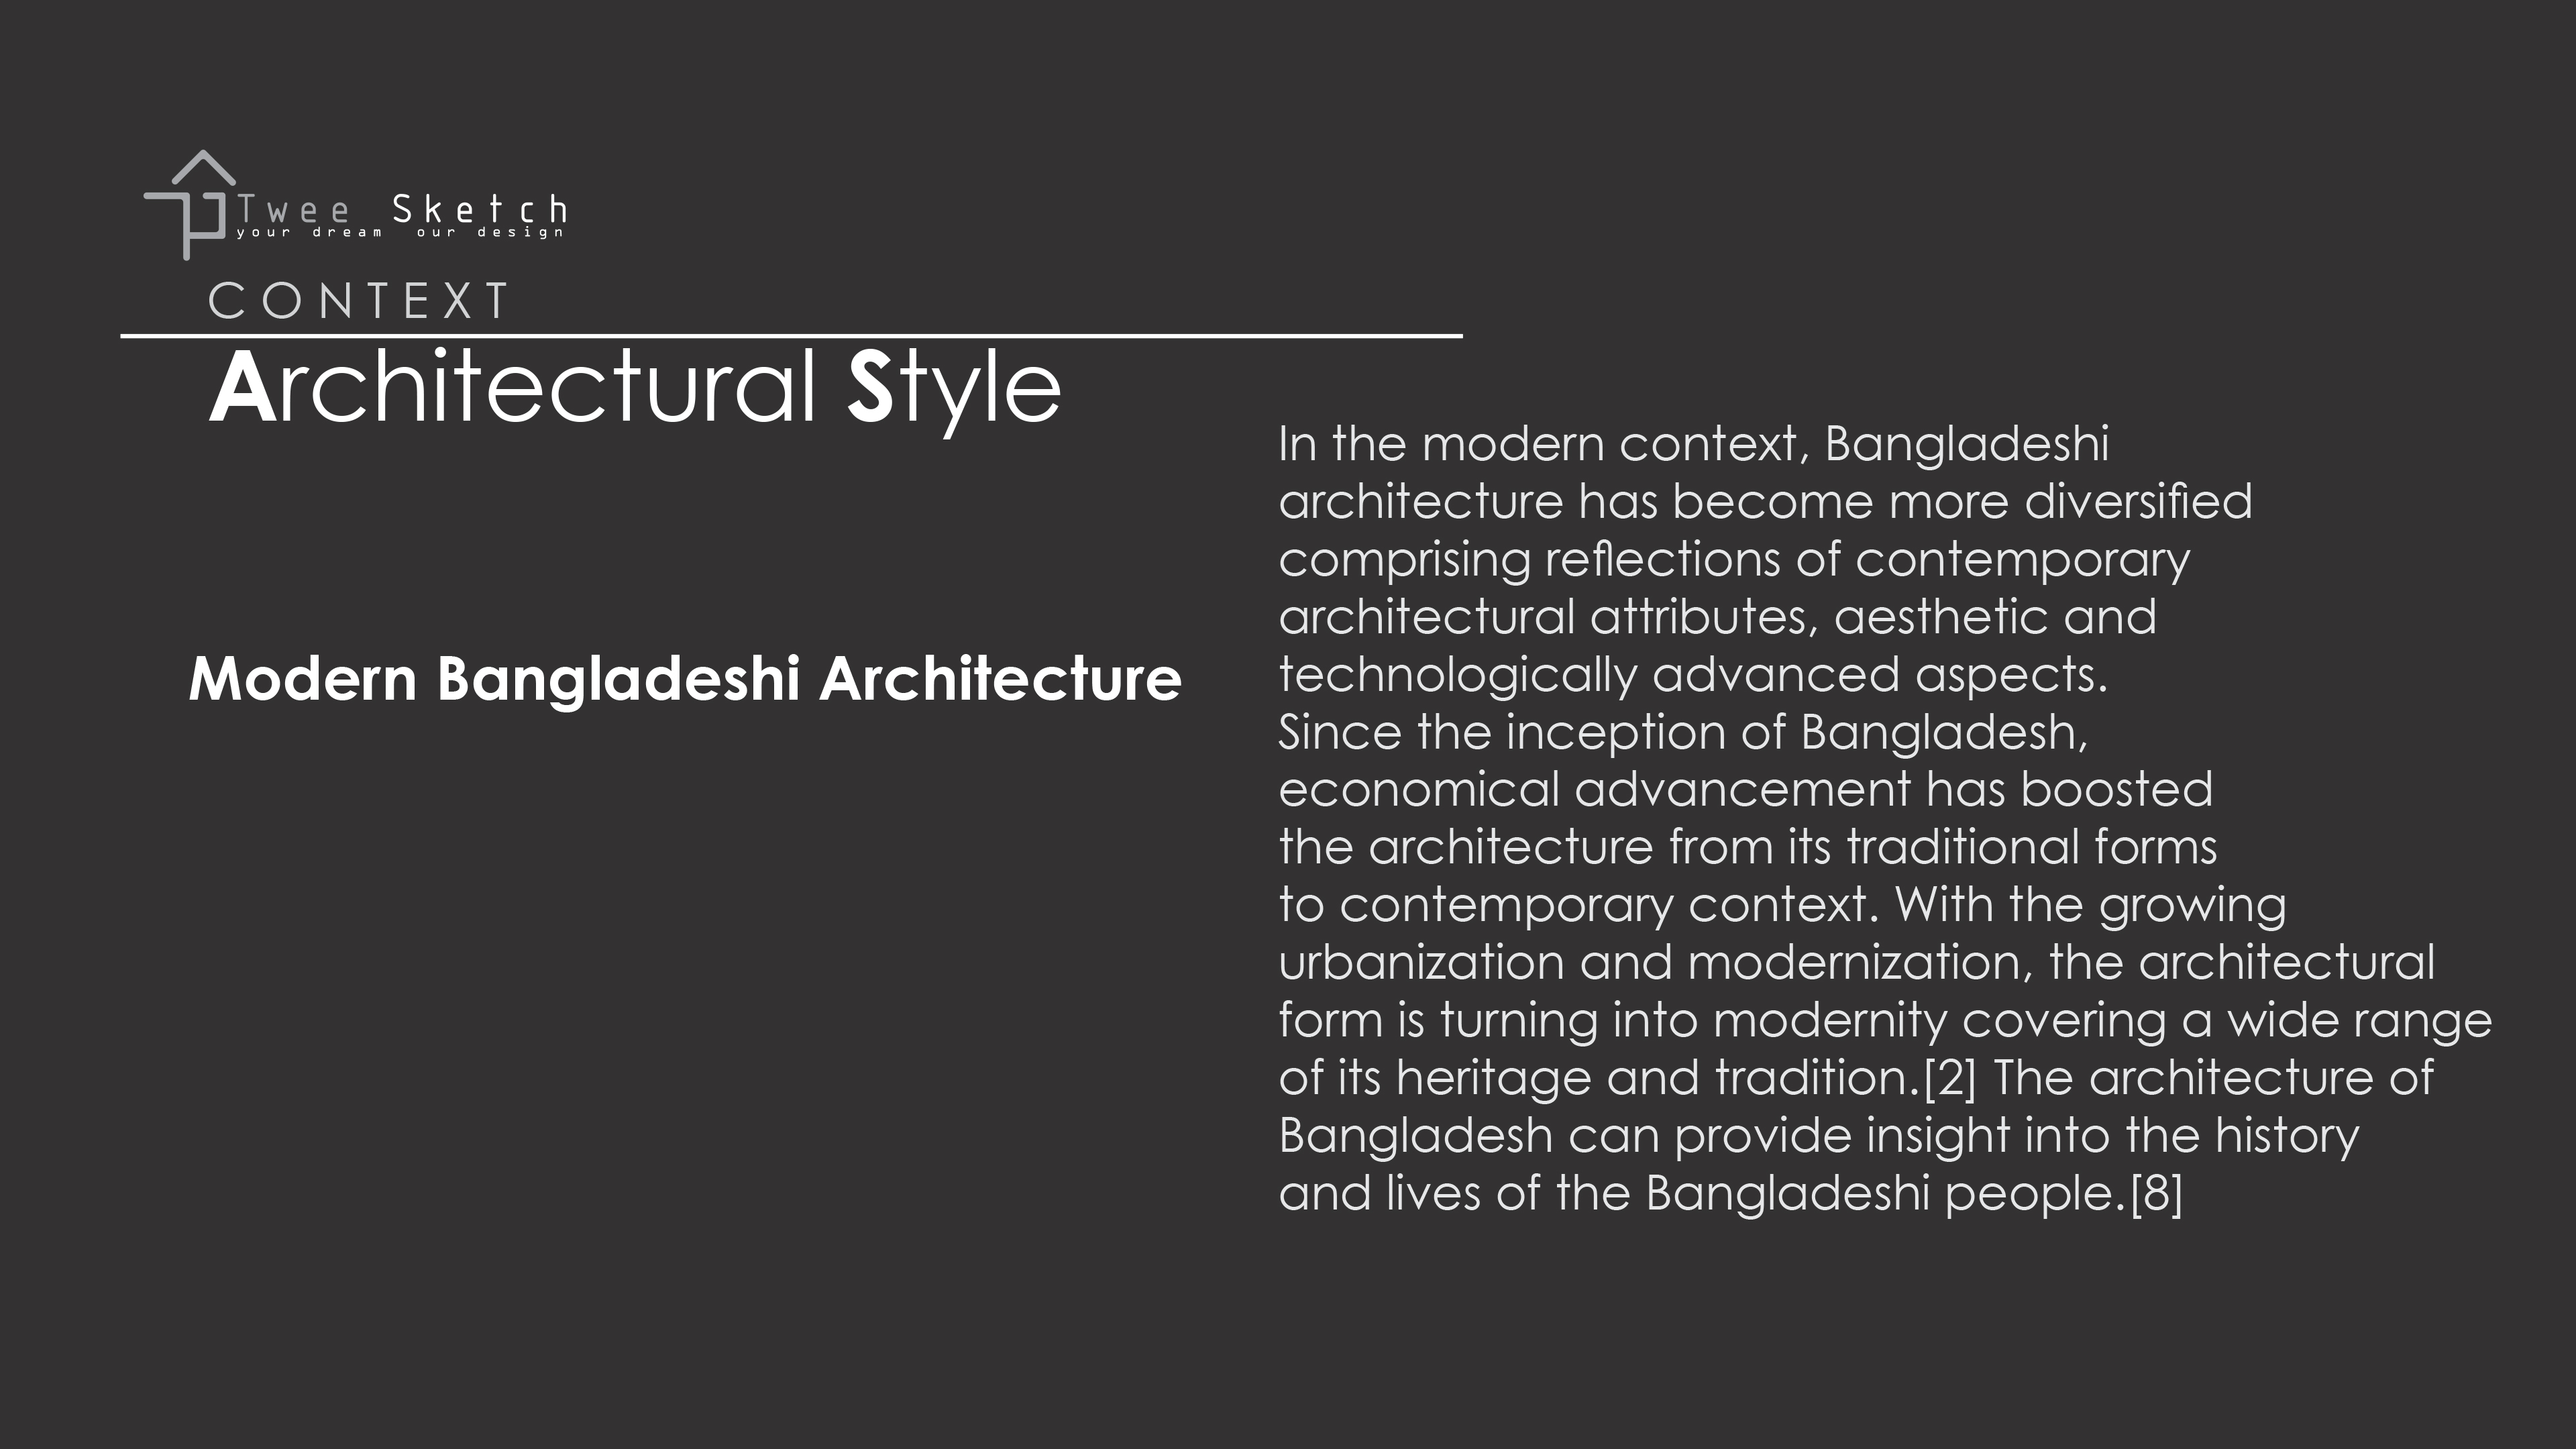 Twee Sketch
your dream our design
CONTEXT
Architectural Style
Modern Bangladeshi Architecture
In the modern context, Bangladeshi
architecture has become more diversified
comprising reflections of contemporary
architectural attributes, aesthetic and
technologically advanced aspects.
Since the inception of Bangladesh,
economical advancement has boosted
the architecture from its traditional forms
to contemporary context. With the growing
urbanization and modernization, the architectural
form is turning into modernity covering a wide range
of its heritage and tradition.[2] The architecture of
Bangladesh can provide insight into the history
and lives of the Bangladeshi people.[8]